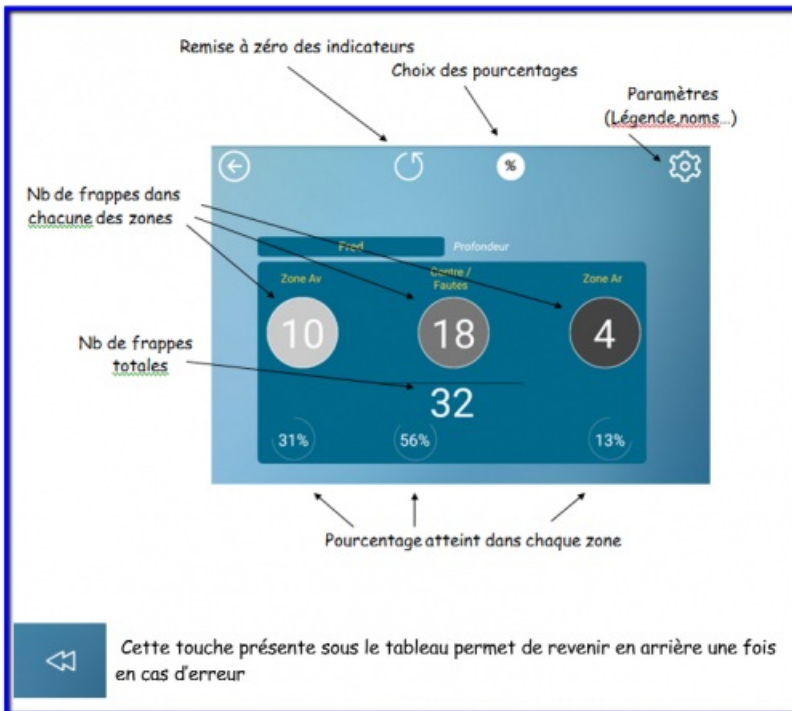 Remise à zéro des indicateurs
Choix des pourcentages
Paramètres
(Légende,noms...)
%
Nb de frappes dans
chacune des zones
Fred
Profondeur
Zone Av
Centre /
Fautes
Zone Ar
10
18
4
Nb de frappes
totales
32
31%
56%
13%
Pourcentage atteint dans chaque zone
Cette touche présente sous le tableau permet de revenir en arrière une fois
en cas d'erreur